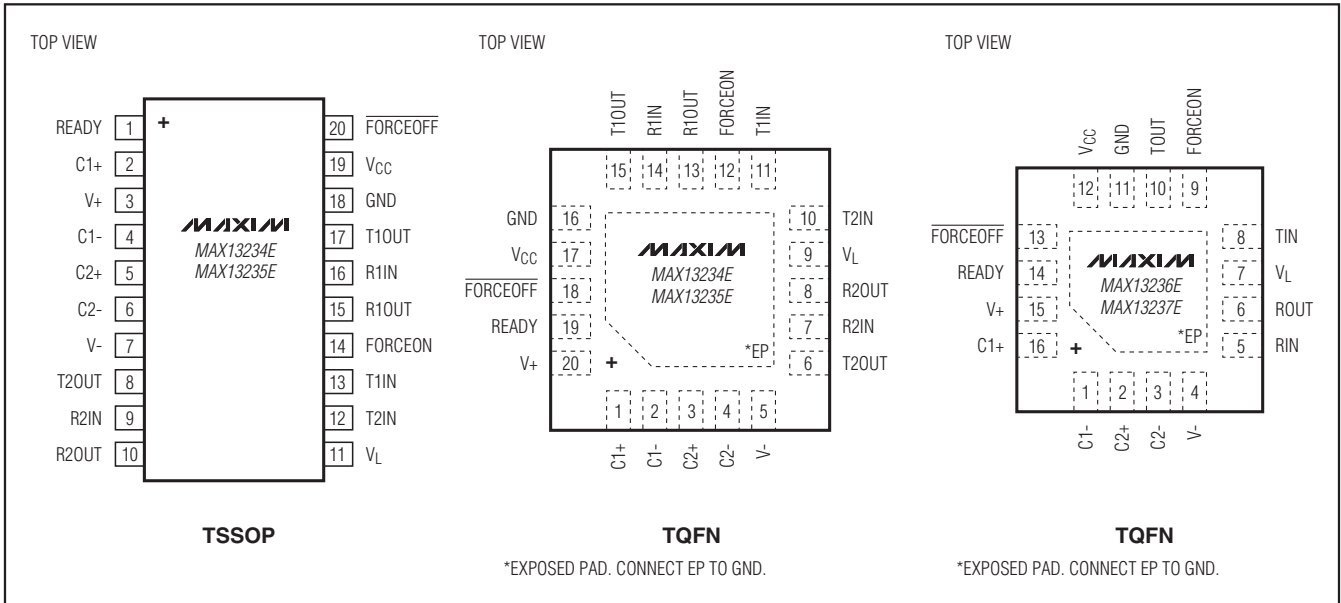 TOP VIEW
READY 1
C1+ 2
V+ 3
C1- 4
C2+ 5
C2- 6
V- 7
T2OUT 8
R2IN 9
R2OUT 10
+
MAXIM
MAX13234E
MAX13235E
20 FORCEOFF
19 VCC
18 GND
17 T1OUT
16 R1IN
15 R1OUT
14 FORCEON
13 T1IN
12 T2IN
11 VL
TSSOP
TOP VIEW
T1OUT R1IN R1OUT FORCEON T1IN
15 14 13 12 11
GND 16
VCC 17
FORCEOFF 18
READY 19
V+ 20
MAXIM
MAX13234E
MAX13235E
*EP
+
10 T2IN
9 VL
8 R2OUT
7 R2IN
6 T2OUT
1 2 3 4 5
C1+ C1- C2+ C2- V-
TQFN
*EXPOSED PAD. CONNECT EP TO GND.
TOP VIEW
VCC GND TOUT FORCEON
12 11 10 9
FORCEOFF 13
READY 14
V+ 15
C1+ 16
MAXIM
MAX13236E
MAX13237E
*EP
+
8 TIN
7 VL
6 ROUT
5 RIN
1 2 3 4
C1- C2+ C2- V-
TQFN
*EXPOSED PAD. CONNECT EP TO GND.